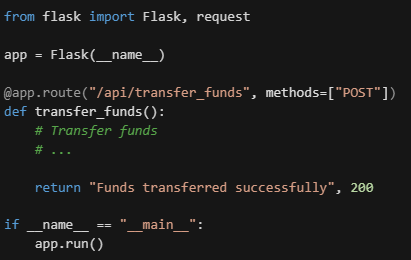 from flask import Flask, request
app = Flask(__name__)
@app.route("/api/transfer_funds", methods=["POST"])
def transfer_funds():
    # Transfer funds
    # ...
    return "Funds transferred successfully", 200
if __name__ == "__main__":
    app.run()